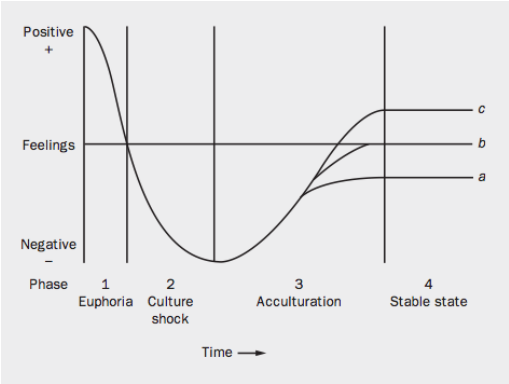 Positive
+
c
Feelings
b
a
Negative
–
Phase 1 2 3 4
Euphoria Culture shock Acculturation Stable state
Time